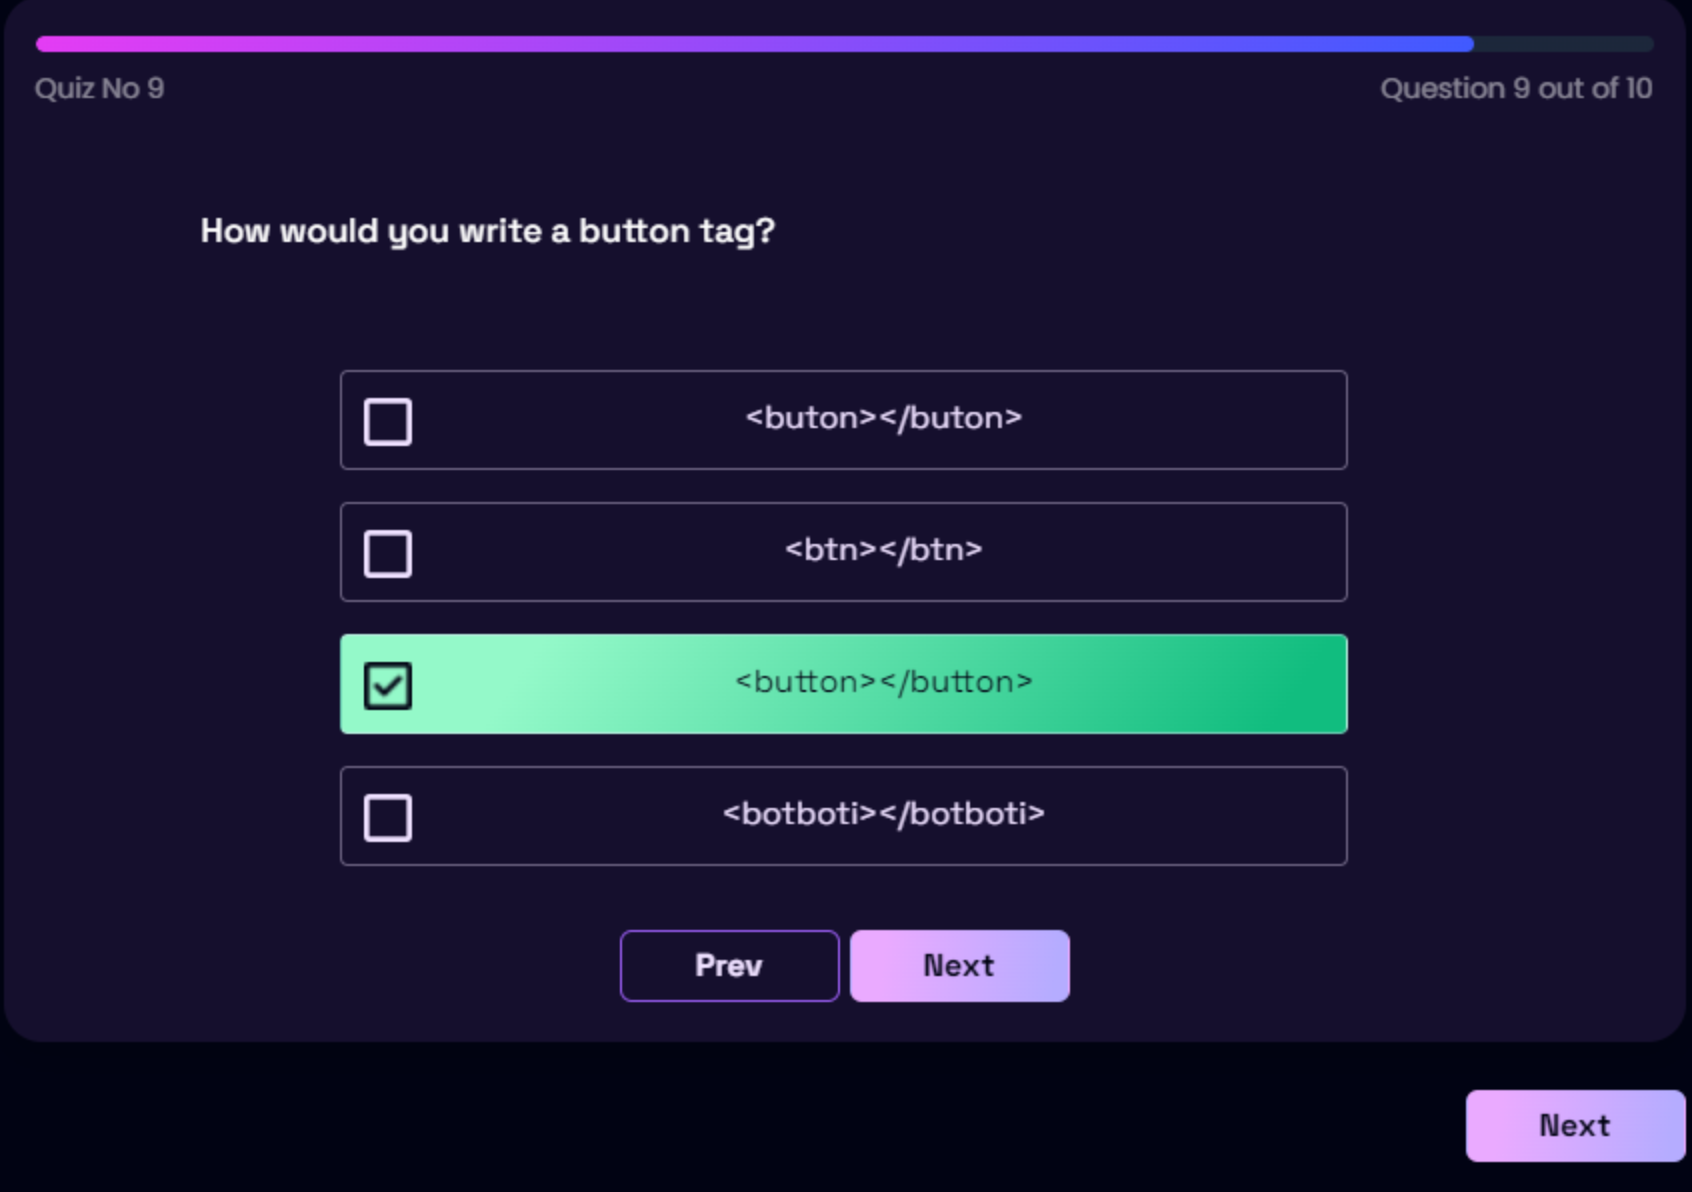 Quiz No 9
Question 9 out of 10
How would you write a button tag?
<buton></buton>
<btn></btn>
<button></button>
<botboti></botboti>
Prev
Next
Next